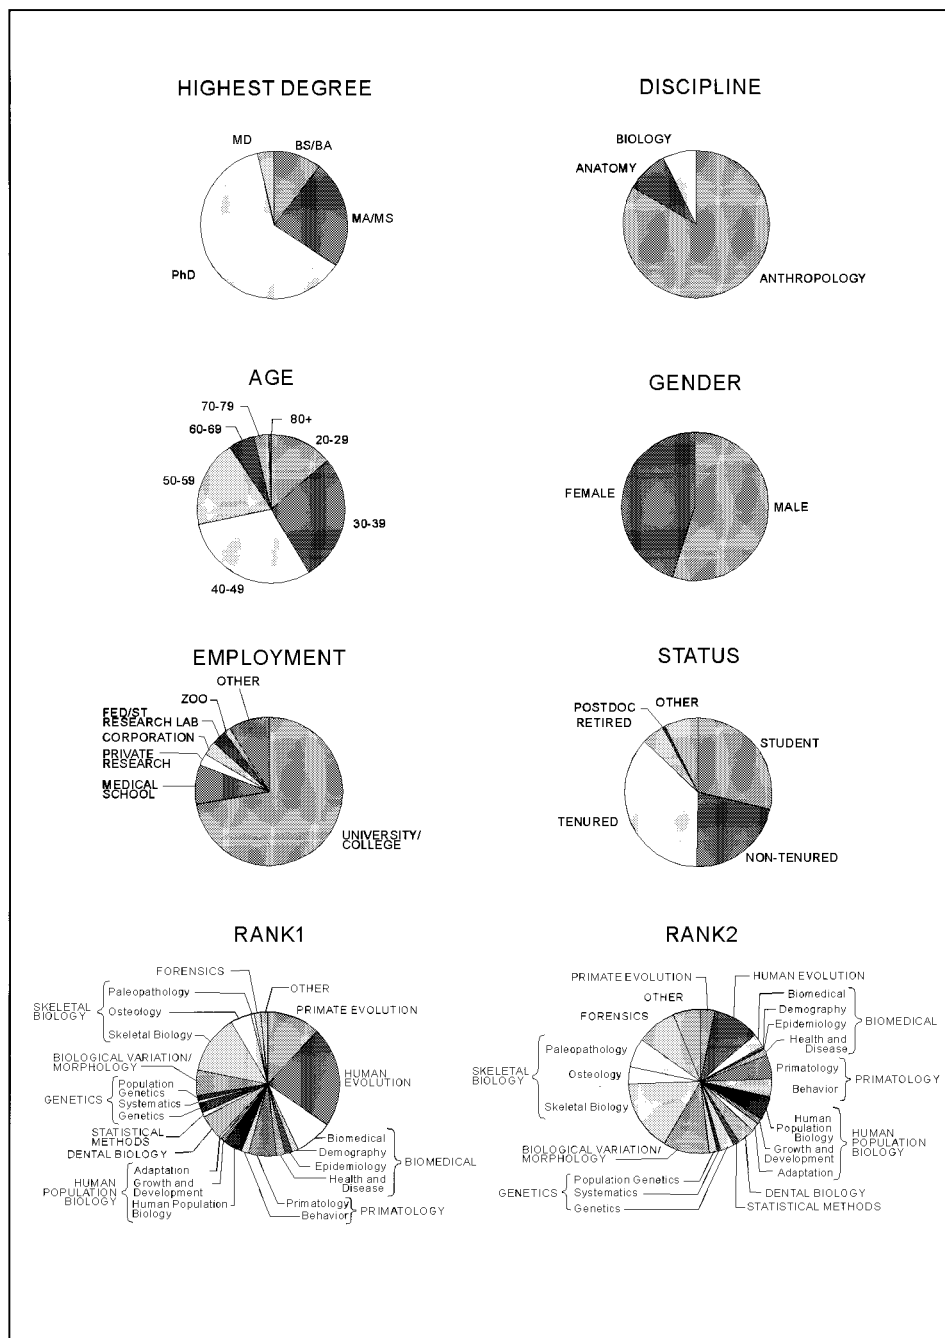 HIGHEST DEGREE
MD
BS/BA
MA/MS
PhD
DISCIPLINE
BIOLOGY
ANATOMY
ANTHROPOLOGY
AGE
70-79
80+
60-69
20-29
50-59
30-39
40-49
GENDER
FEMALE
MALE
EMPLOYMENT
OTHER
ZOO
FED/ST
RESEARCH LAB
CORPORATION
PRIVATE
RESEARCH
MEDICAL
SCHOOL
UNIVERSITY/
COLLEGE
STATUS
OTHER
POSTDOC
RETIRED
STUDENT
TENURED
NON-TENURED
RANK1
FORENSICS
OTHER
Paleopathology
PRIMATE EVOLUTION
SKELETAL
BIOLOGY
Osteology
Skeletal Biology
BIOLOGICAL VARIATION/
MORPHOLOGY
HUMAN
EVOLUTION
GENETICS
Population
Genetics
Systematics
Genetics
STATISTICAL
METHODS
DENTAL BIOLOGY
Biomedical
Demography
Epidemiology
Health and
Disease
BIOMEDICAL
HUMAN
POPULATION
BIOLOGY
Adaptation
Growth and
Development
Human Population
Biology
Primatology
Behavior
PRIMATOLOGY
RANK2
PRIMATE EVOLUTION
HUMAN EVOLUTION
OTHER
Biomedical
Demography
Epidemiology
Health and
Disease
BIOMEDICAL
FORENSICS
SKELETAL
BIOLOGY
Paleopathology
Osteology
Skeletal Biology
Primatology
Behavior
PRIMATOLOGY
Human
Population
Biology
Growth and
Development
Adaptation
HUMAN
POPULATION
BIOLOGY
BIOLOGICAL VARIATION/
MORPHOLOGY
GENETICS
Population Genetics
Systematics
Genetics
DENTAL BIOLOGY
STATISTICAL METHODS